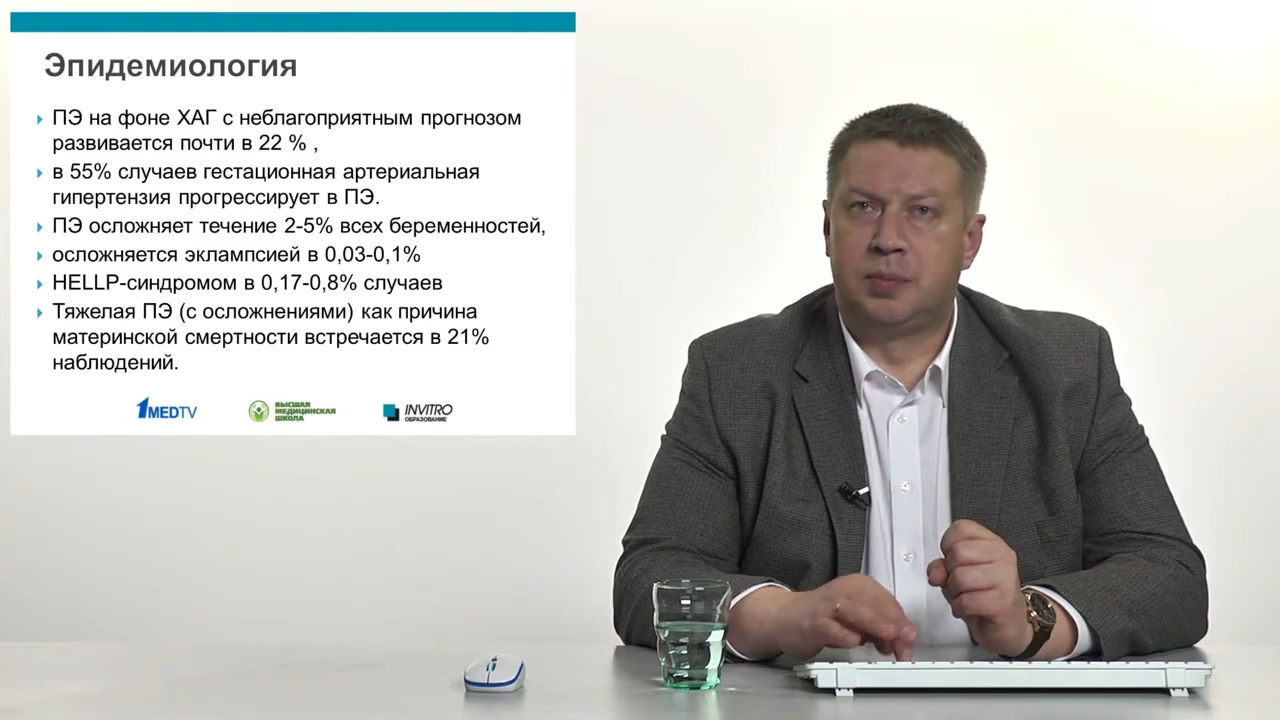 Эпидемиология
ПЭ на фоне ХАГ с неблагоприятным прогнозом
развивается почти в 22 % ,
в 55% случаев гестационная артериальная
гипертензия прогрессирует в ПЭ.
ПЭ осложняет течение 2-5% всех беременностей,
осложняется эклампсией в 0,03-0,1%
HELLP-синдромом в 0,17-0,8% случаев
Тяжелая ПЭ (с осложнениями) как причина
материнской смертности встречается в 21%
наблюдений.
1MEDTV
ВЫСШАЯ
МЕДИЦИНСКАЯ
ШКОЛА
INVITRO
ОБРАЗОВАНИЕ